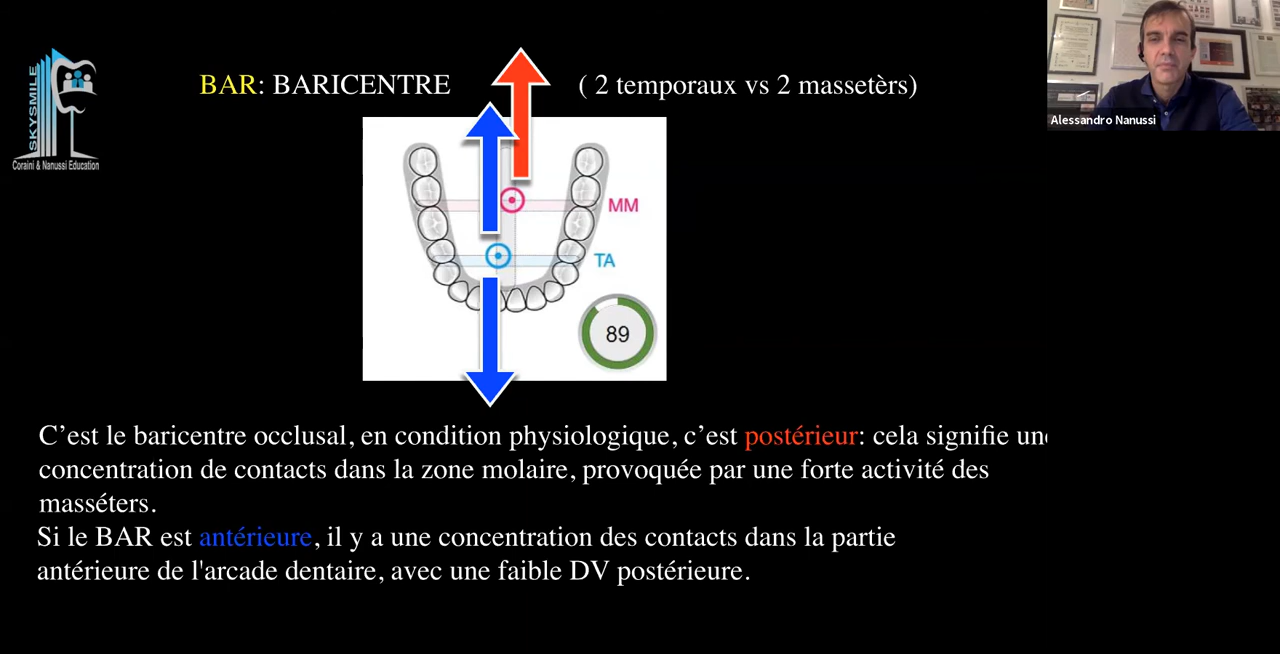 SKYSMILE
Coraini & Nanussi Education
BAR: BARICENTRE ( 2 temporaux vs 2 massetèrs)
Alessandro Nanussi
MM
TA
89
C’est le baricentre occlusal, en condition physiologique, c’est postérieur: cela signifie une
concentration de contacts dans la zone molaire, provoquée par une forte activité des
masséters.
Si le BAR est antérieure, il y a une concentration des contacts dans la partie
antérieure de l'arcade dentaire, avec une faible DV postérieure.